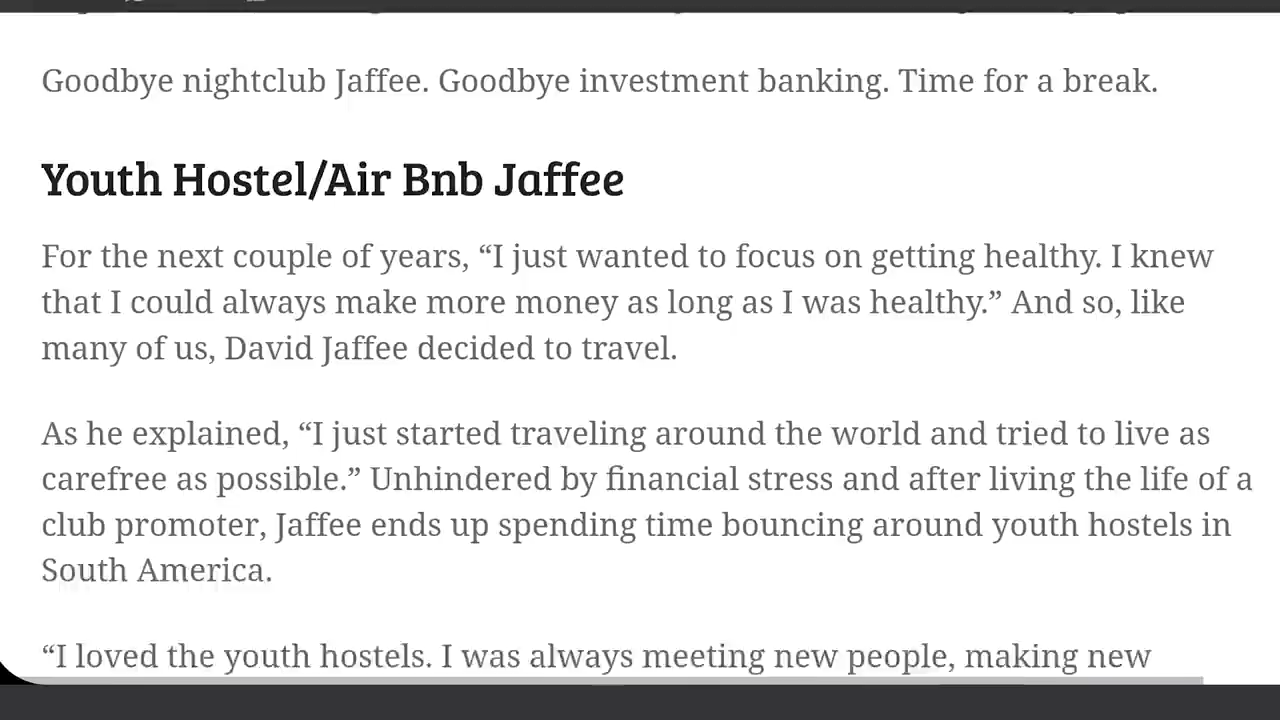 Goodbye nightclub Jaffee. Goodbye investment banking. Time for a break.
Youth Hostel/Air Bnb Jaffee
For the next couple of years, “I just wanted to focus on getting healthy. I knew
that I could always make more money as long as I was healthy.” And so, like
many of us, David Jaffee decided to travel.
As he explained, “I just started traveling around the world and tried to live as
carefree as possible.” Unhindered by financial stress and after living the life of a
club promoter, Jaffee ends up spending time bouncing around youth hostels in
South America.
“I loved the youth hostels. I was always meeting new people, making new